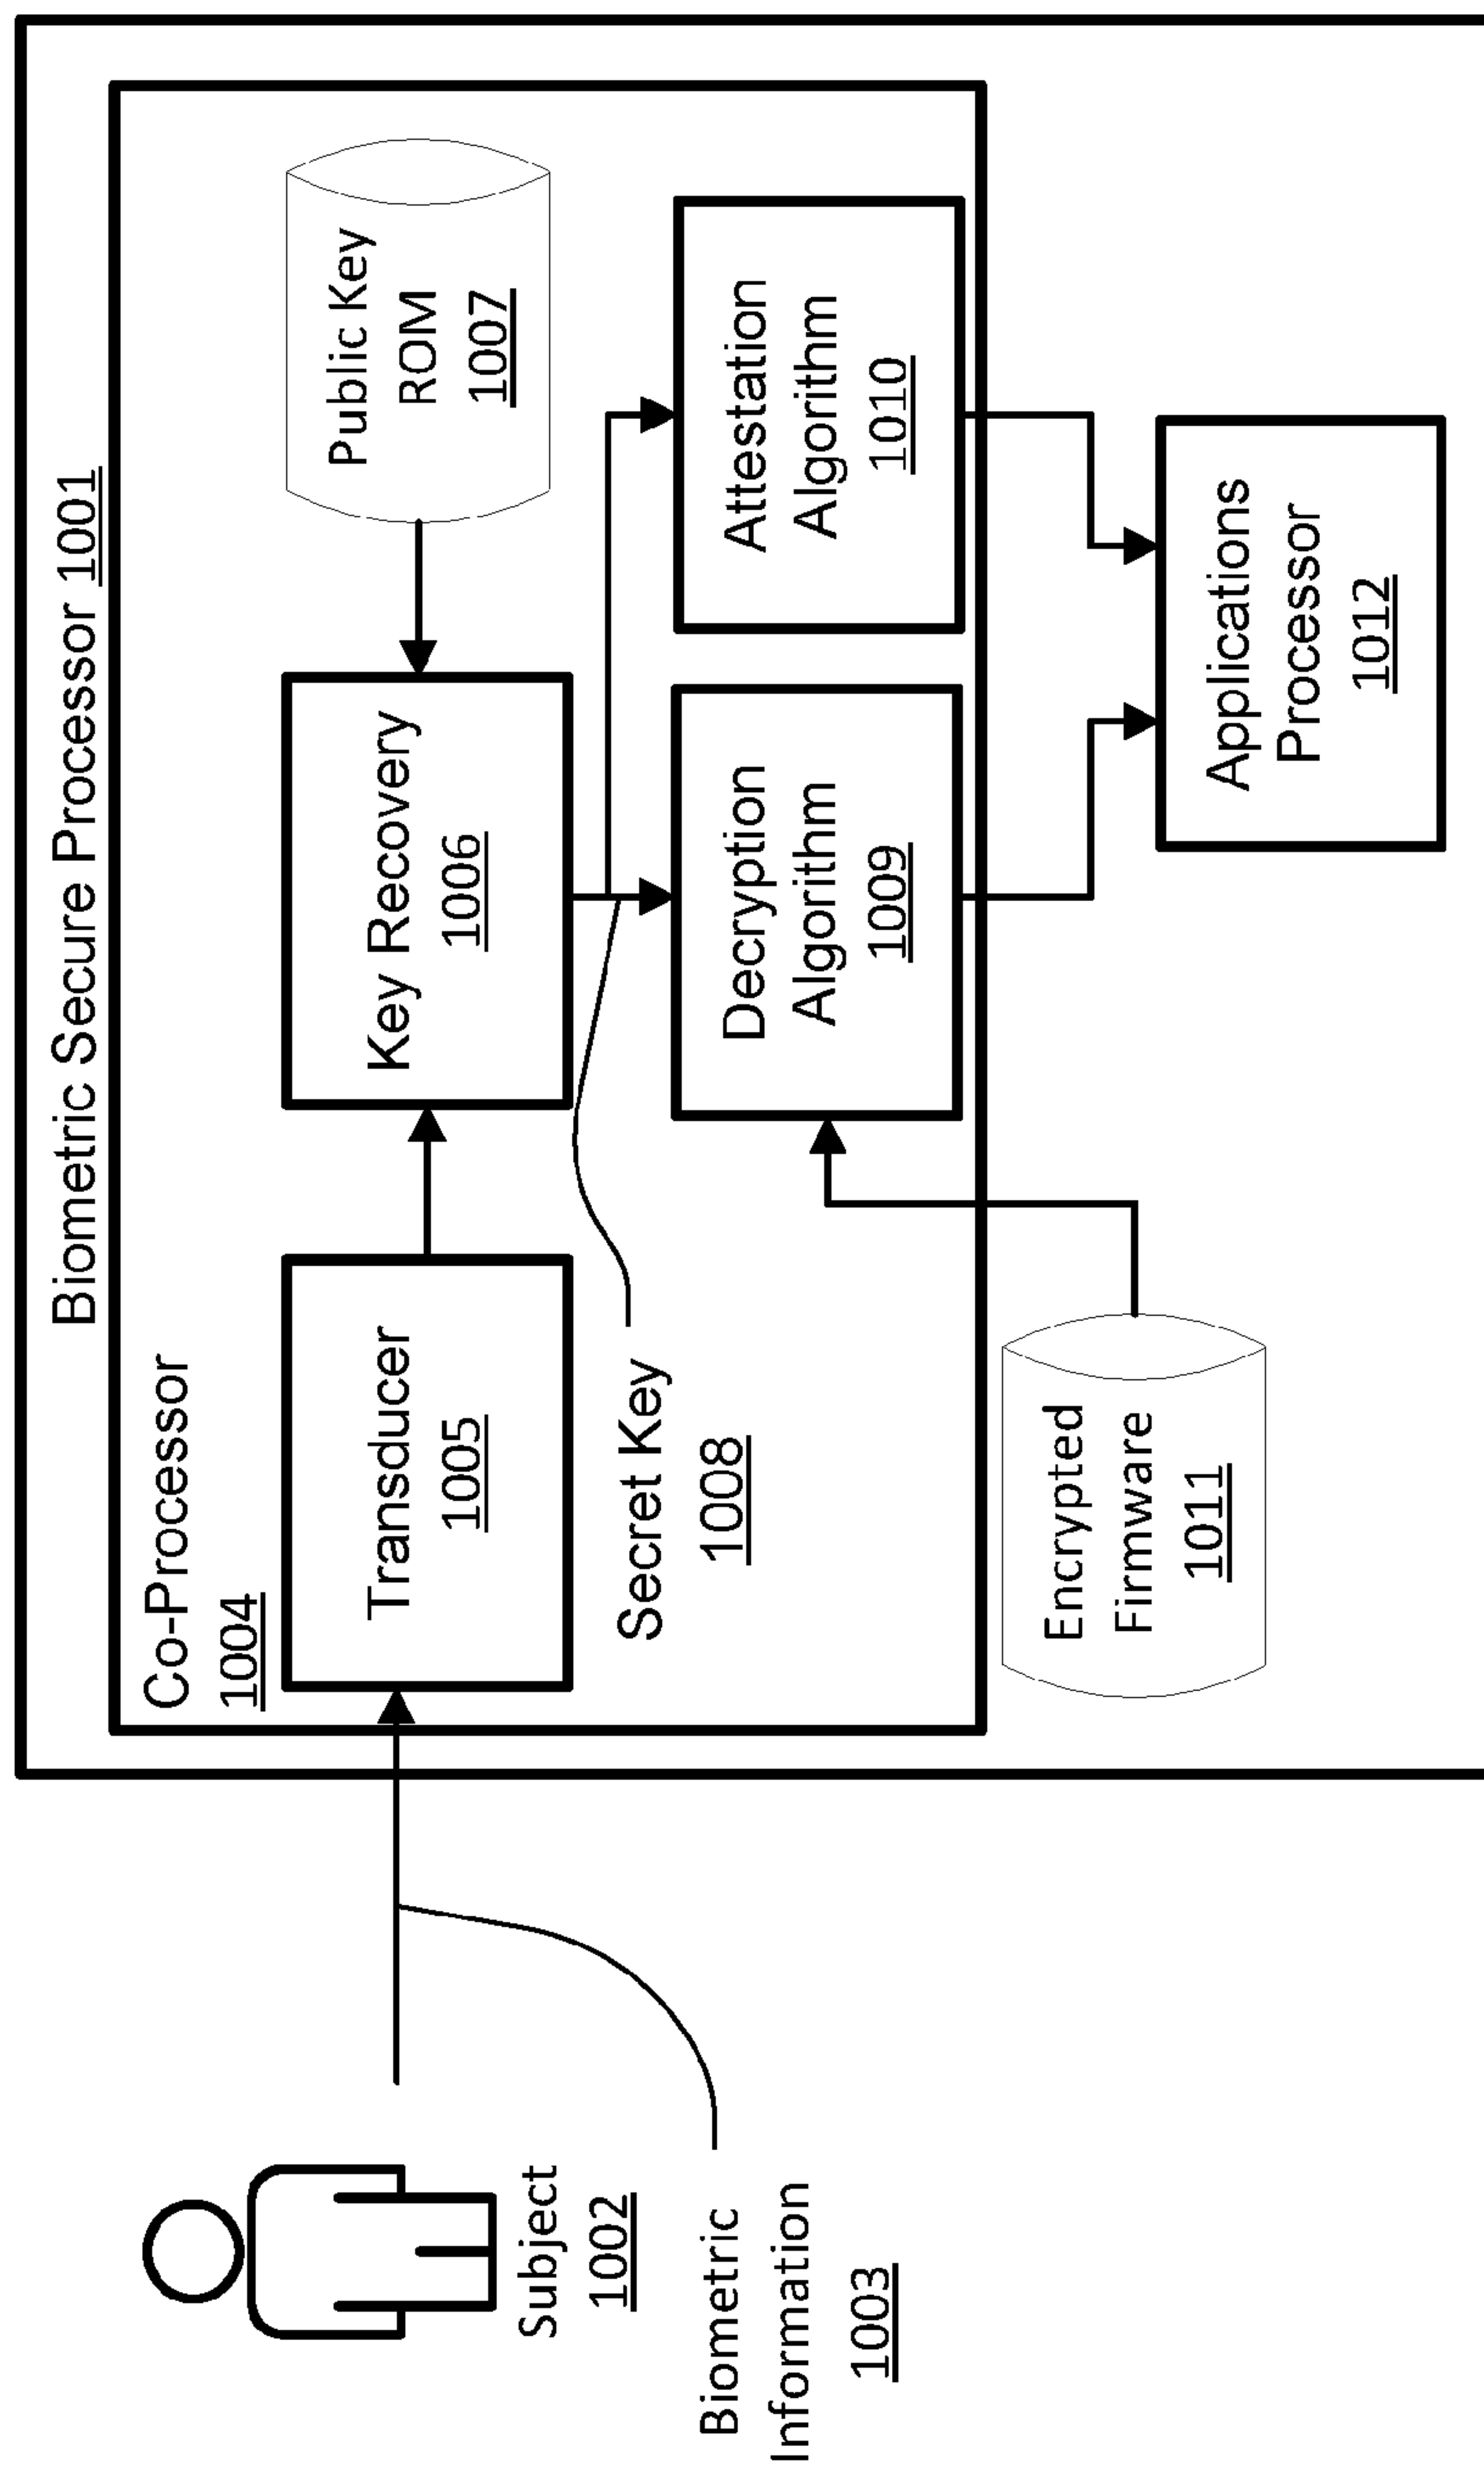 Biometric Secure Processor 1001
Co-Processor
1004
Transducer
1005
Key Recovery
1006
Public Key
ROM
1007
Subject
1002
Secret Key
1008
Decryption
Algorithm
1009
Attestation
Algorithm
1010
Biometric
Information
1003
Encrypted
Firmware
1011
Applications
Processor
1012